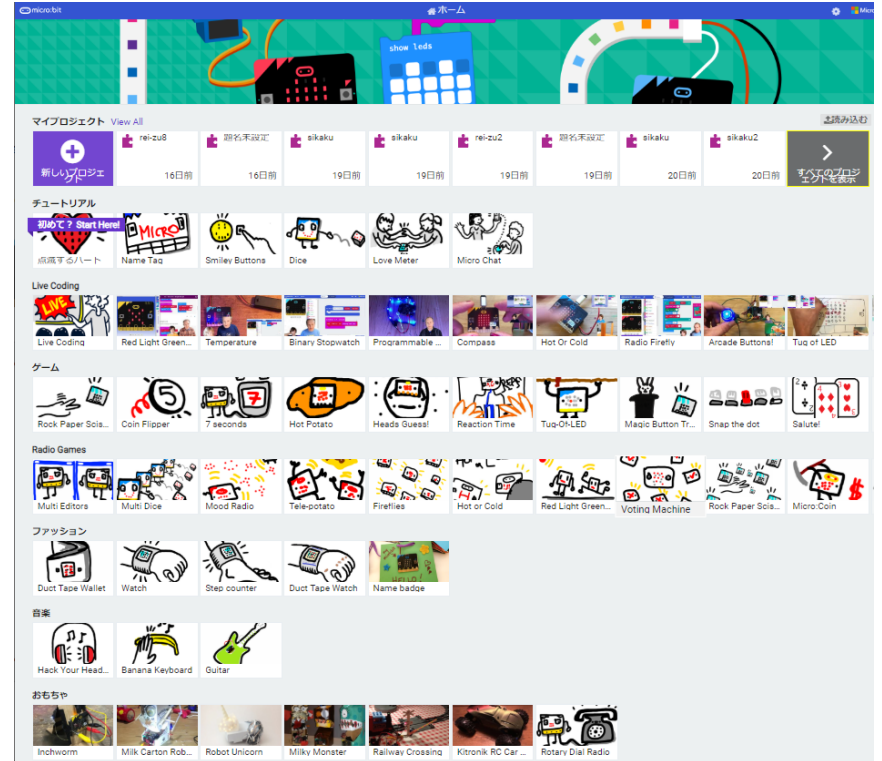 micro:bit
ホーム
Micro
show leds
マイプロジェクト View All
読み込む
新しいプロジェクト
rei-zu8
16日前
題名未設定
16日前
sikaku
19日前
sikaku
19日前
rei-zu2
19日前
題名未設定
19日前
sikaku
20日前
sikaku2
20日前
すべてのプロジェクトを表示
チュートリアル
初めて？ Start Here!
点滅するハート
MICRO
Name Tag
Smiley Buttons
Dice
Love Meter
Micro Chat
Live Coding
LIVE
Live Coding
Red Light Green...
Temperature
Binary Stopwatch
Programmable ...
Compass
Hot Or Cold
Radio Firefly
Arcade Buttons!
Tug of LED
ゲーム
Rock Paper Scis...
5
Coin Flipper
7
7 seconds
Hot Potato
Heads Guess!
Reaction Time
Tug-Of-LED
Magic Button Tr...
Snap the dot
Salute!
Radio Games
Multi Editors
Multi Dice
Mood Radio
Tele-potato
Fireflies
Hot or Cold
Red Light Green...
Voting Machine
Rock Paper Scis...
$
Micro:Coin
ファッション
Duct Tape Wallet
Watch
Step counter
Duct Tape Watch
HELLO!
Name badge
音楽
Hack Your Head...
Banana Keyboard
Guitar
おもちゃ
Inchworm
Milk Carton Rob...
Robot Unicorn
Milky Monster
Railway Crossing
Kitronik RC Car ...
Rotary Dial Radio